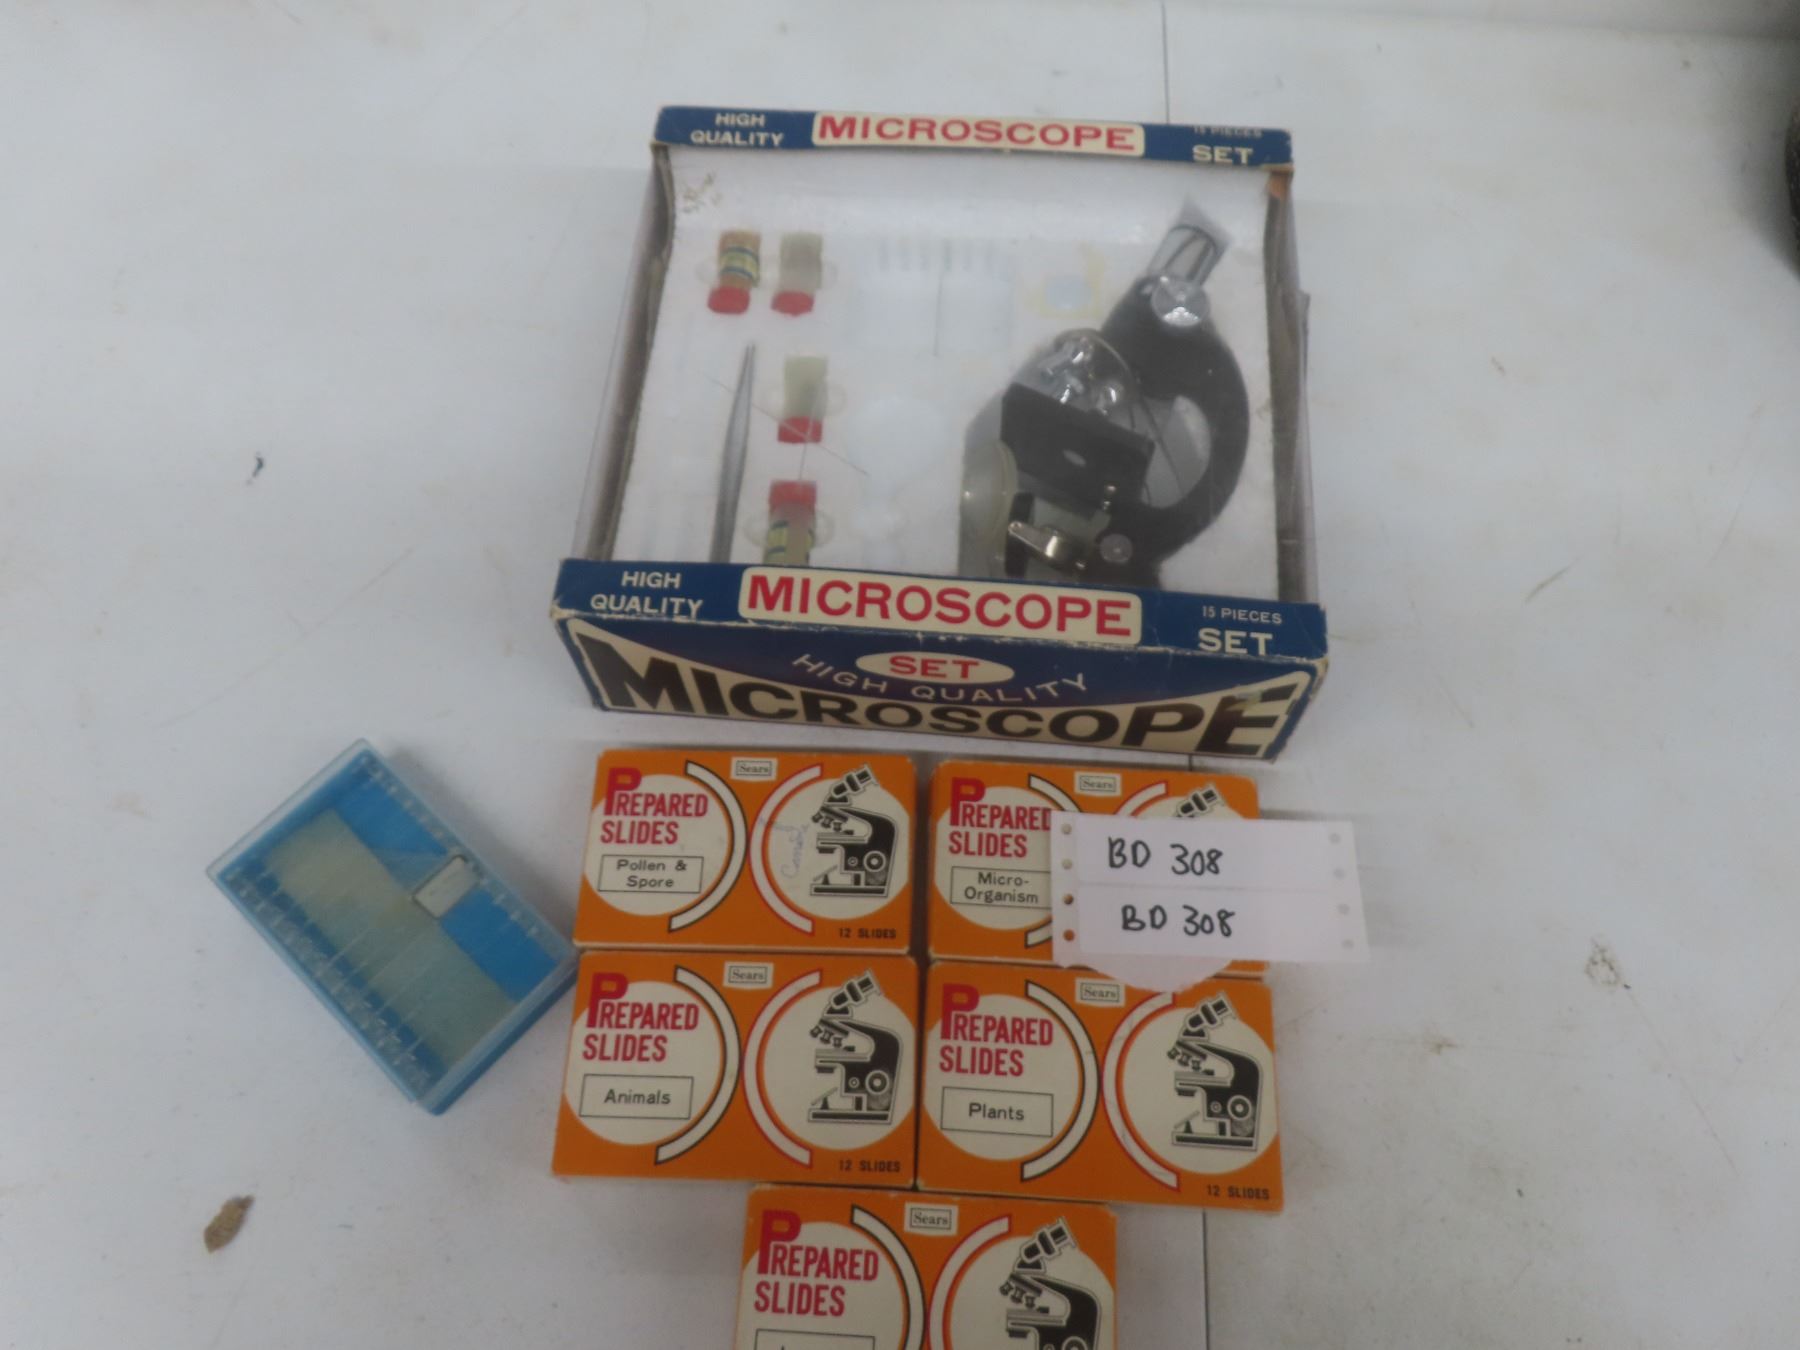 HIGH QUALITY
MICROSCOPE
15 PIECES
SET
HIGH QUALITY
MICROSCOPE
15 PIECES
SET
SET
HIGH QUALITY
MICROSCOPE
Sears
PREPARED
SLIDES
Pollen &
Spore
12 SLIDES
Sears
PREPARED
SLIDES
Micro-
Organism
BD 308
BD 308
Sears
PREPARED
SLIDES
Animals
12 SLIDES
Sears
PREPARED
SLIDES
Plants
12 SLIDES
Sears
PREPARED
SLIDES